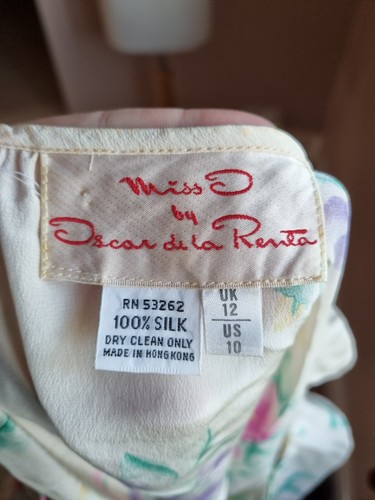 Miss O
by
Oscar de la Renta
RN 53262
100% SILK
DRY CLEAN ONLY
MADE IN HONG KONG
UK
12
US
10